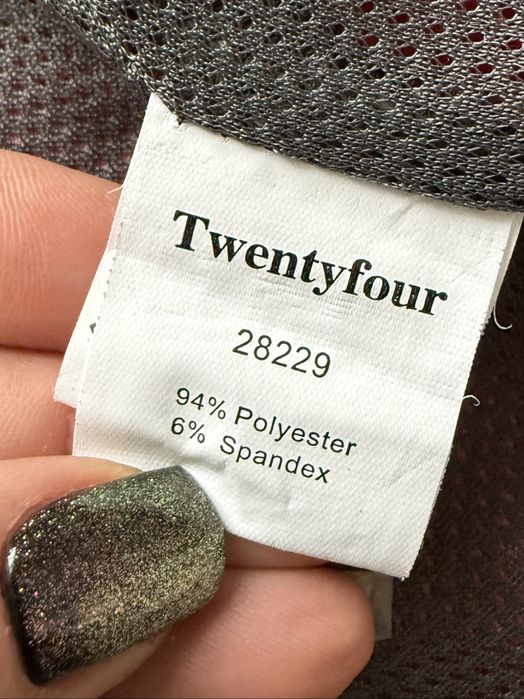 Twentyfour
28229
94% Polyester
6% Spandex